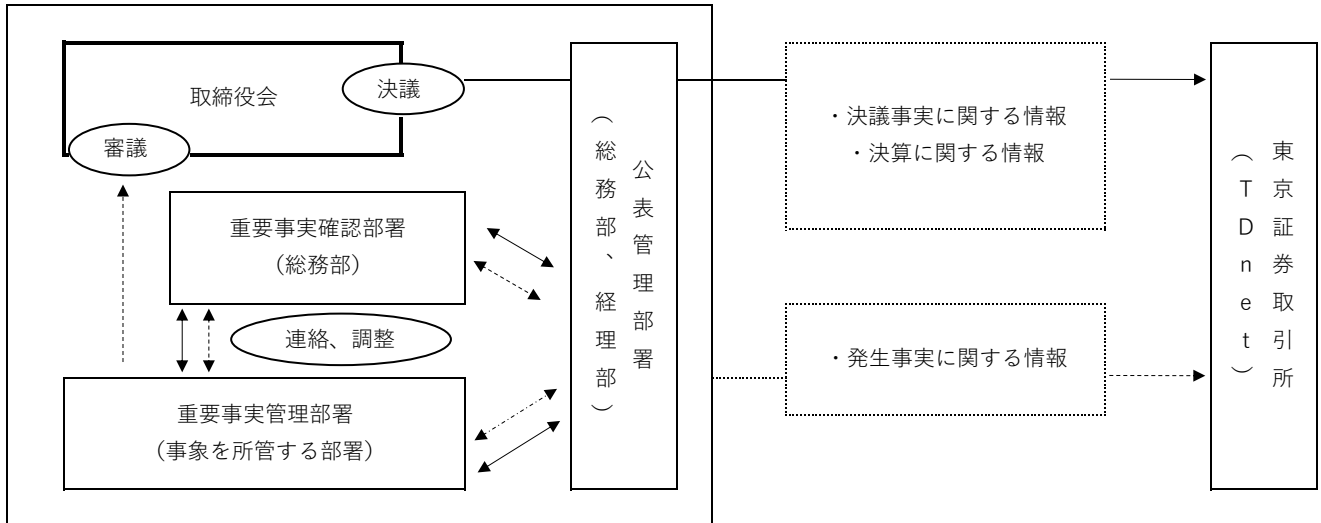 取締役会
決議
審議
重要事実確認部署
（総務部）
連絡、調整
重要事実管理部署
（事象を所管する部署）
公表管理部署
（総務部、経理部）
・決議事実に関する情報
・決算に関する情報
・発生事実に関する情報
東京証券取引所
（TDnet）